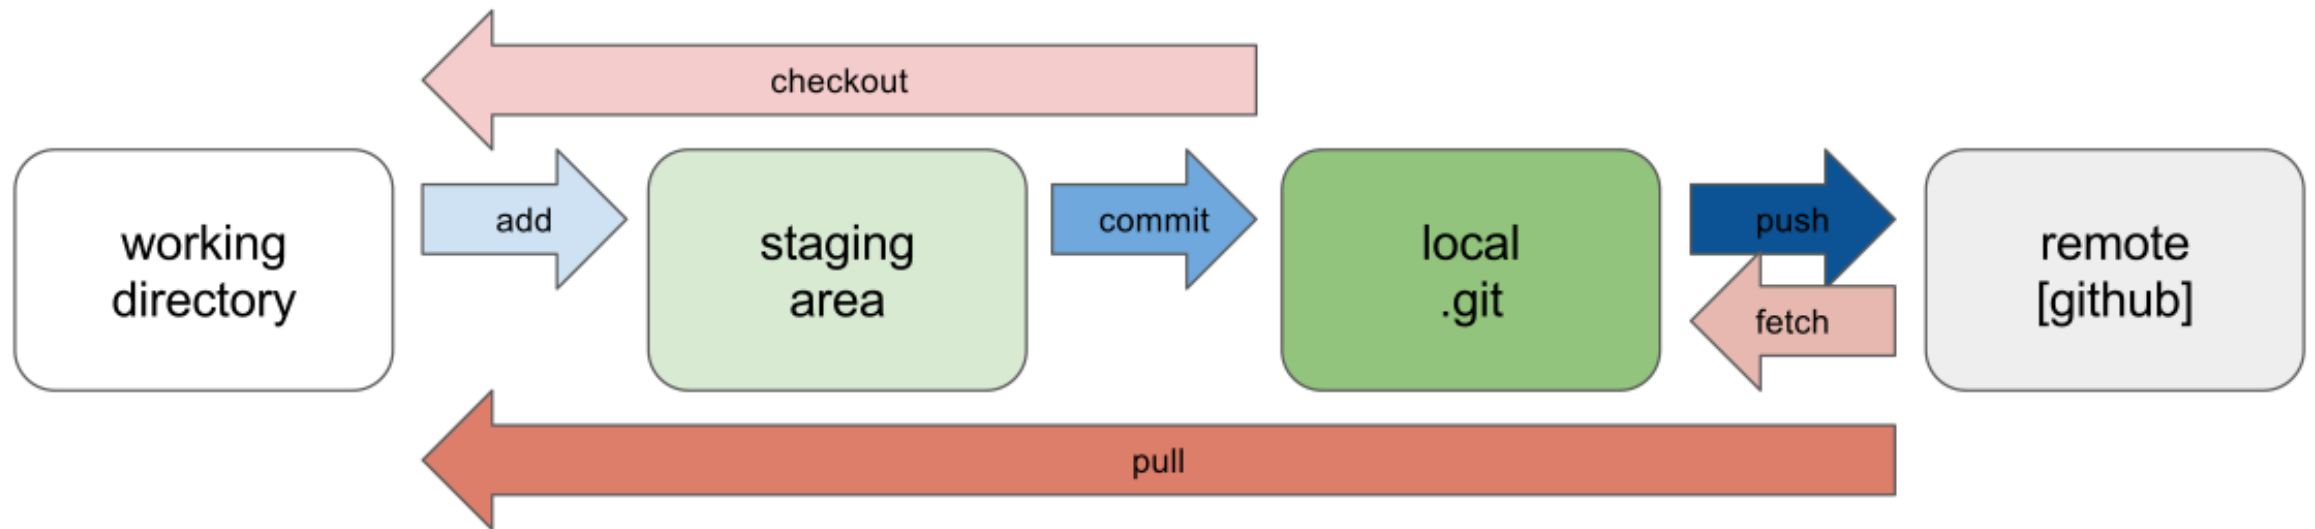 checkout
working
directory
add
staging
area
commit
local
.git
push
fetch
remote
[github]
pull